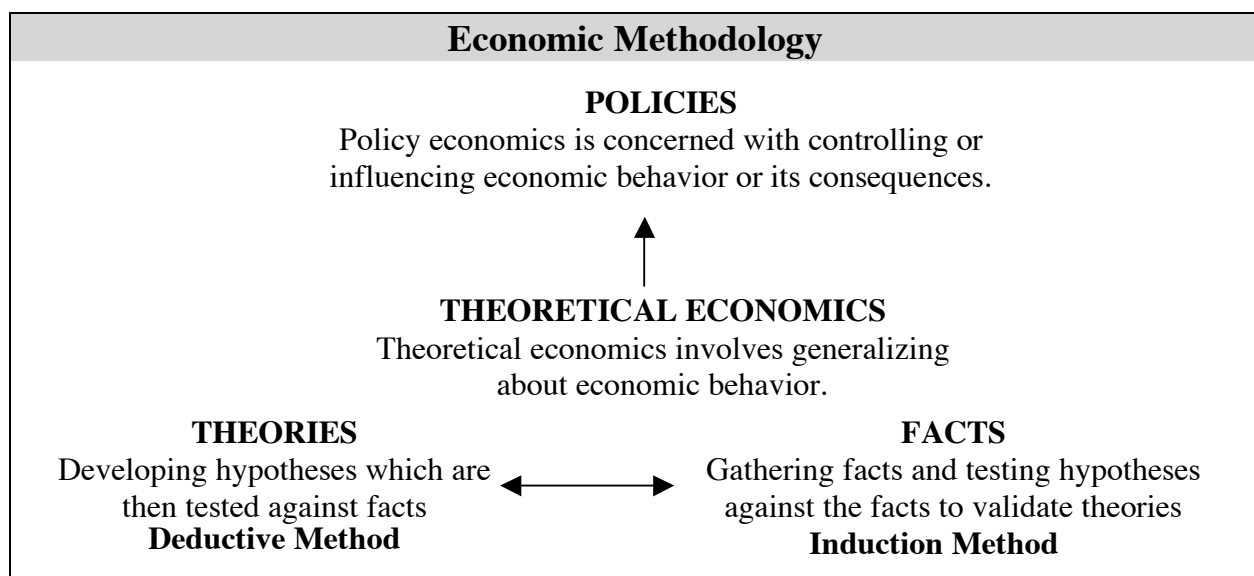 Economic Methodology
POLICIES
Policy economics is concerned with controlling or
influencing economic behavior or its consequences.
THEORETICAL ECONOMICS
Theoretical economics involves generalizing
about economic behavior.
THEORIES
Developing hypotheses which are
then tested against facts
Deductive Method
FACTS
Gathering facts and testing hypotheses
against the facts to validate theories
Induction Method